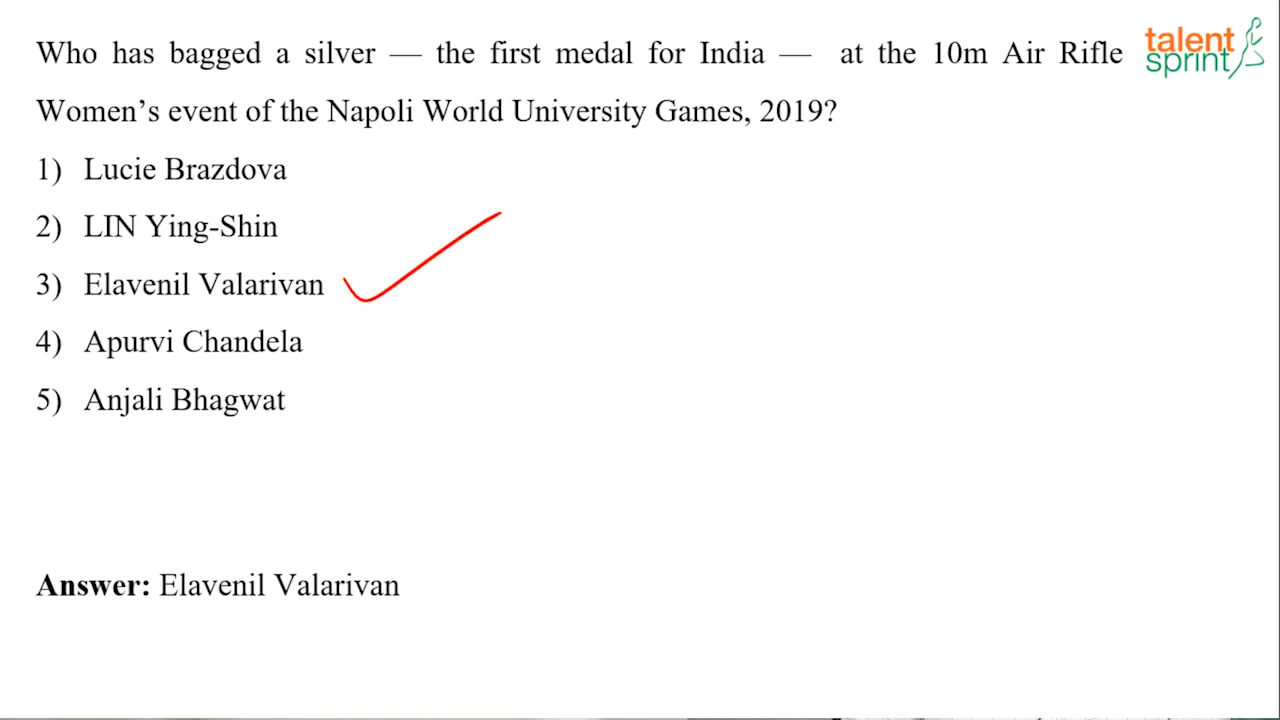 Who has bagged a silver — the first medal for India — at the 10m Air Rifle
Women’s event of the Napoli World University Games, 2019?
1) Lucie Brazdova
2) LIN Ying-Shin
3) Elavenil Valarivan
4) Apurvi Chandela
5) Anjali Bhagwat
Answer: Elavenil Valarivan
talent
sprint